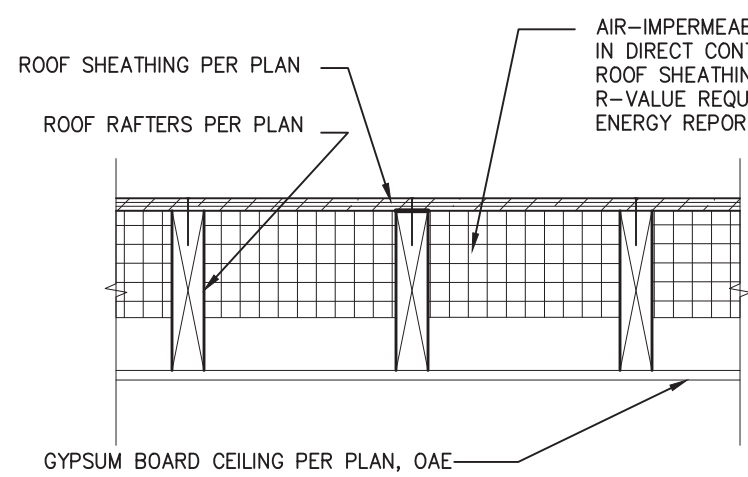 AIR-IMPERMEAB
IN DIRECT CONT
ROOF SHEATHIN
R-VALUE REQU
ENERGY REPOR
ROOF SHEATHING PER PLAN
ROOF RAFTERS PER PLAN
GYPSUM BOARD CEILING PER PLAN, OAE